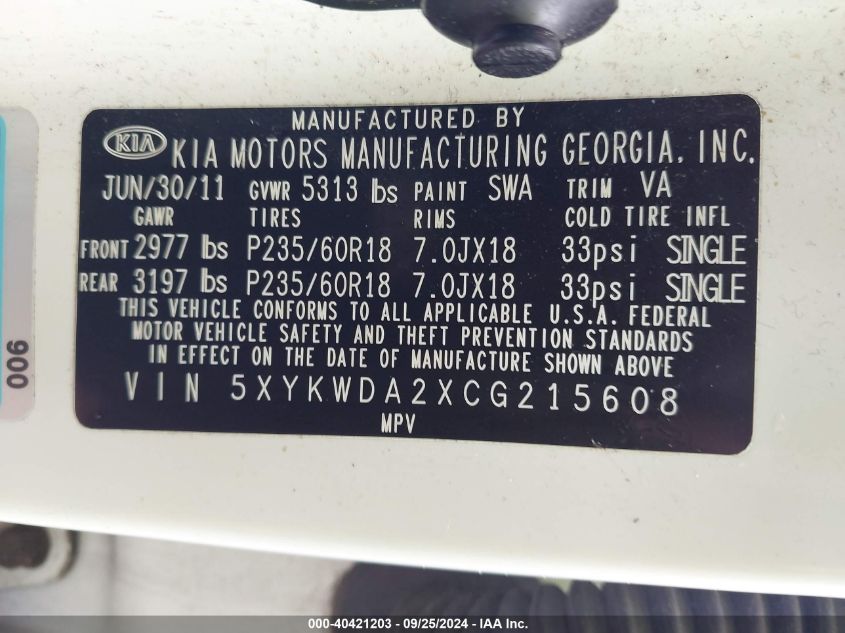 MANUFACTURED BY
KIA KIA MOTORS MANUFACTURING GEORGIA, INC.
JUN/30/11 GVWR 5313 lbs PAINT SWA TRIM VA
GAWR TIRES RIMS COLD TIRE INFL
FRONT 2977 lbs P235/60R18 7.0JX18 33psi SINGLE
REAR 3197 lbs P235/60R18 7.0JX18 33psi SINGLE
THIS VEHICLE CONFORMS TO ALL APPLICABLE U.S.A. FEDERAL
MOTOR VEHICLE SAFETY AND THEFT PREVENTION STANDARDS
IN EFFECT ON THE DATE OF MANUFACTURE SHOWN ABOVE
VIN 5XYKWDA2XCG215608
MPV
006
000-40421203 - 09/25/2024 - IAA Inc.